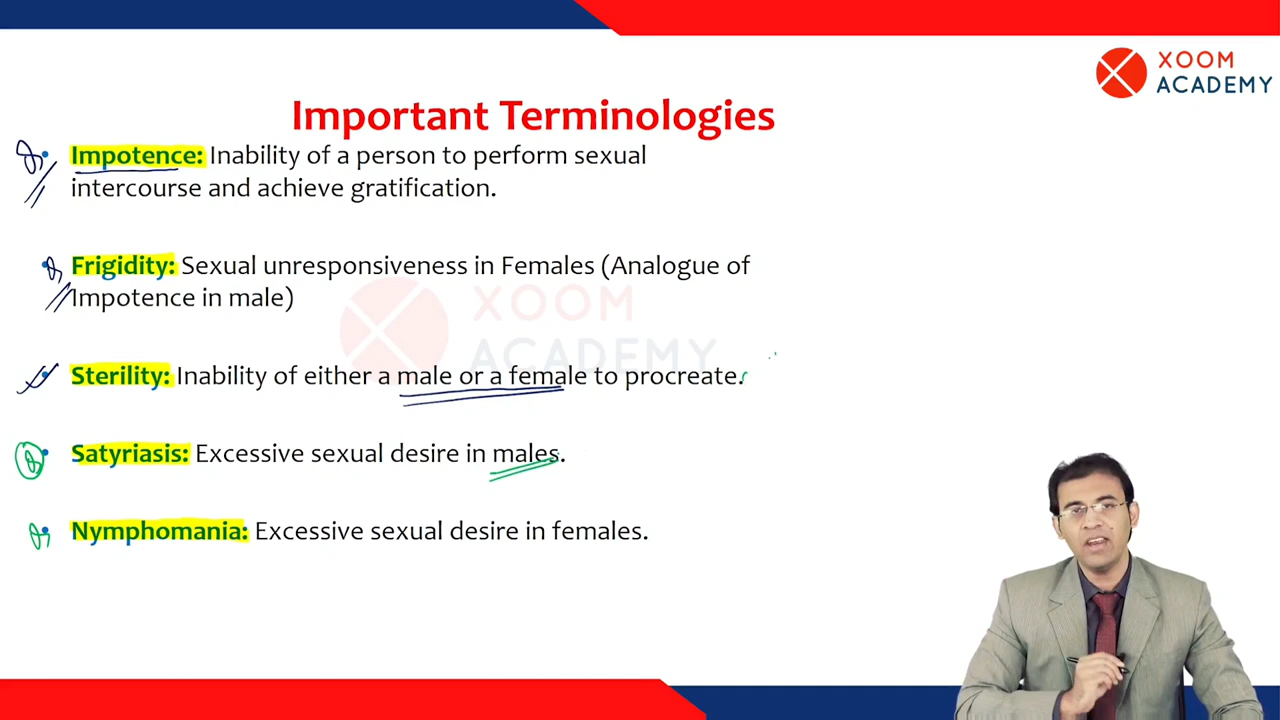 XOOM
ACADEMY
Important Terminologies
• Impotence: Inability of a person to perform sexual
intercourse and achieve gratification.
• Frigidity: Sexual unresponsiveness in Females (Analogue of
Impotence in male)
XOOM
ACADEMY
• Sterility: Inability of either a male or a female to procreate.
• Satyriasis: Excessive sexual desire in males.
• Nymphomania: Excessive sexual desire in females.